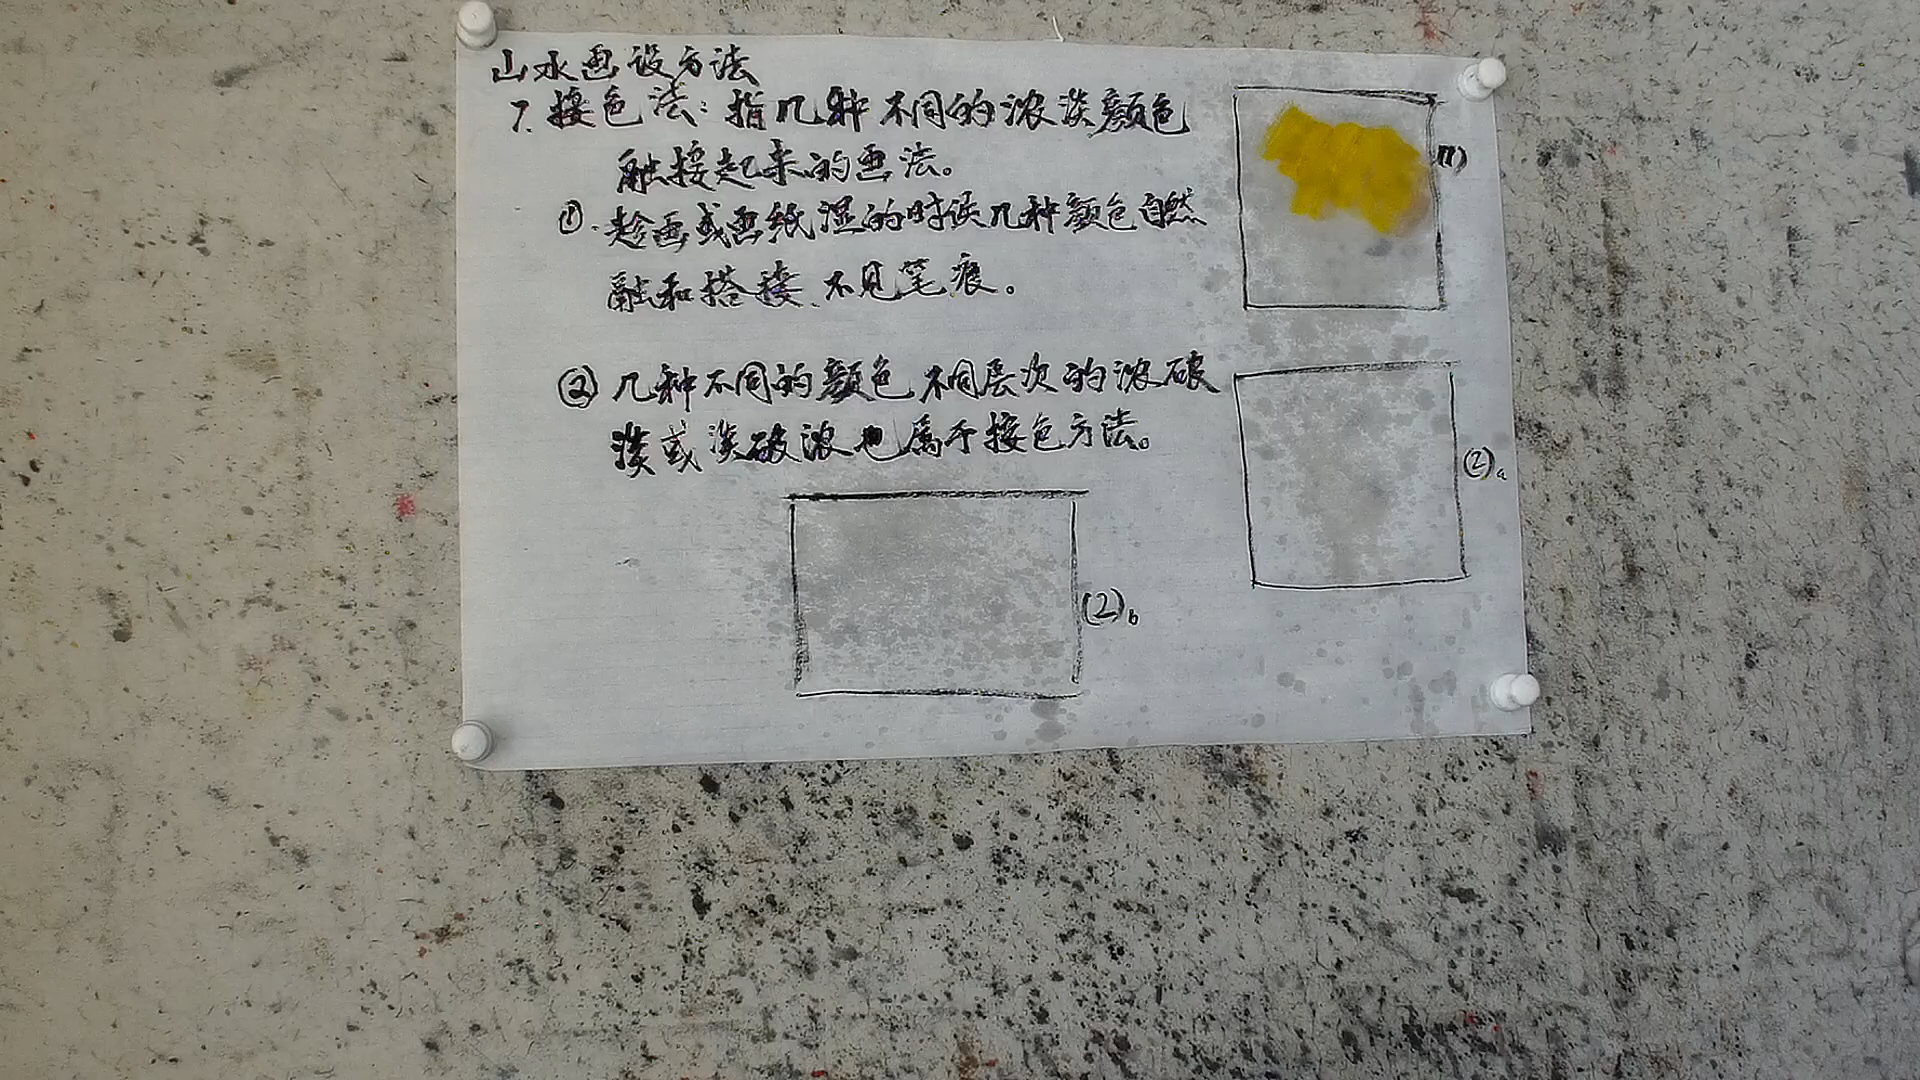 山水画设方法
7. 接色法：指几种不同的浓淡颜色
融接起来的画法。
①. 趁画或画纸湿的时候几种颜色自然
融和搭接、不见笔痕。
② 几种不同的颜色不同层次的浓破
淡或淡破浓也属于接色方法。
(1)
(2)a
(2)b